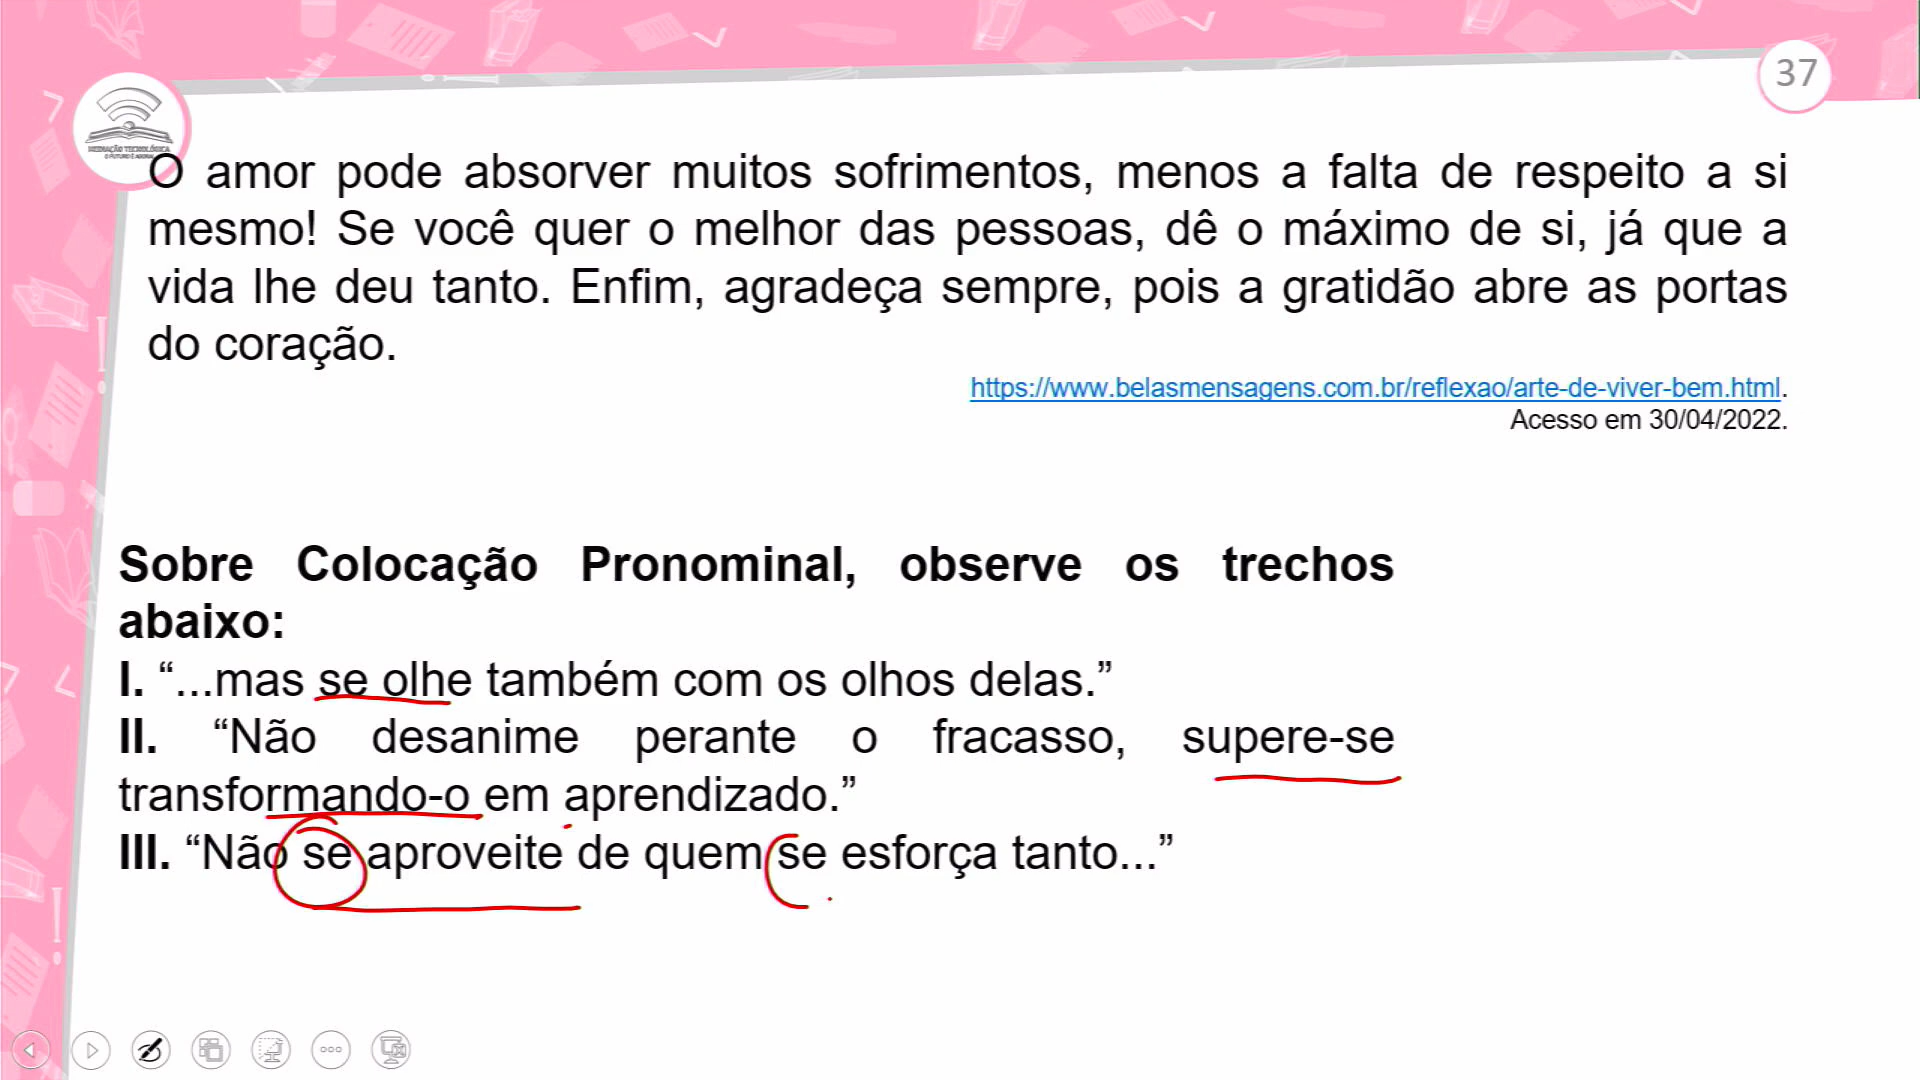 37
MEDIAÇÃO TECNOLÓGICA
O FUTURO É AGORA!
O amor pode absorver muitos sofrimentos, menos a falta de respeito a si
mesmo! Se você quer o melhor das pessoas, dê o máximo de si, já que a
vida lhe deu tanto. Enfim, agradeça sempre, pois a gratidão abre as portas
do coração.
https://www.belasmensagens.com.br/reflexao/arte-de-viver-bem.html.
Acesso em 30/04/2022.
Sobre Colocação Pronominal, observe os trechos
abaixo:
I. “...mas se olhe também com os olhos delas.”
II. “Não desanime perante o fracasso, supere-se
transformando-o em aprendizado.”
III. “Não se aproveite de quem se esforça tanto...”